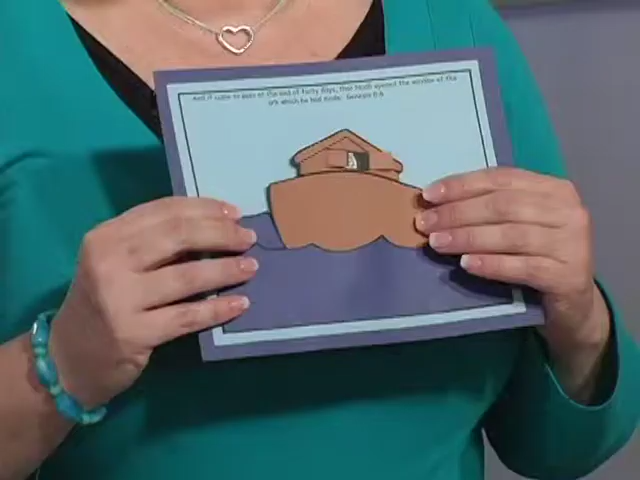 And it came to pass at the end of forty days, that Noah opened the window of the
ark which he had made: Genesis 8:6